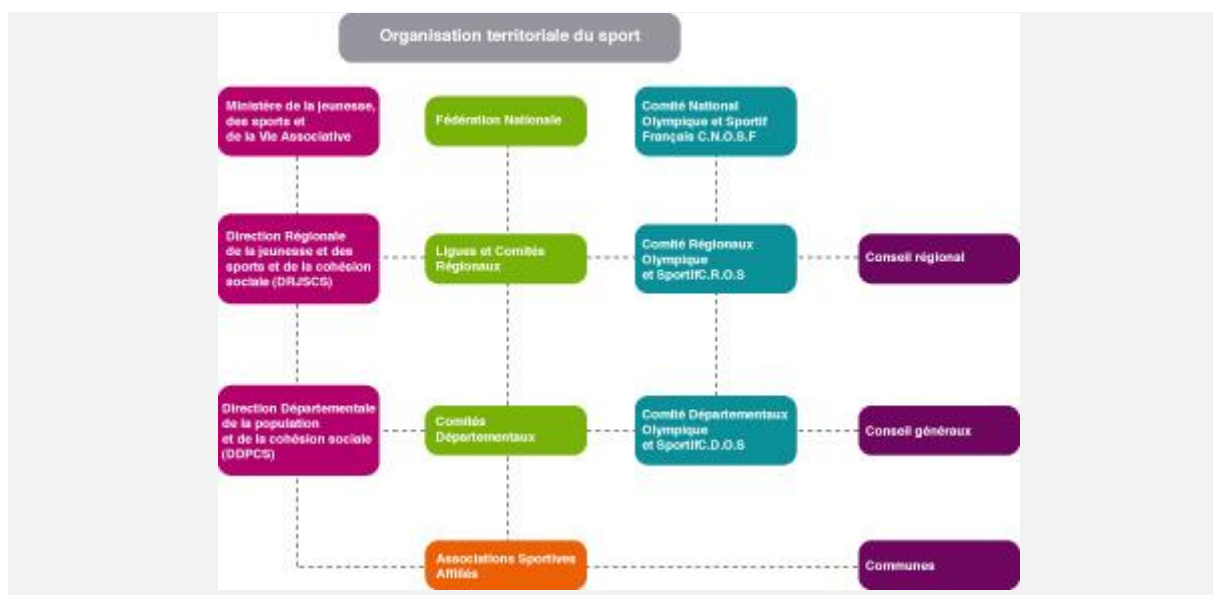 Organisation territoriale du sport
Ministère de la jeunesse,
des sports et
de la Vie Associative
Fédération Nationale
Comité National
Olympique et Sportif
Français C.N.O.S.F
Direction Régionale
de la jeunesse et des
sports et de la cohésion
sociale (DRJSCS)
Ligues et Comités
Régionaux
Comité Régionaux
Olympique
et SportifC.R.O.S
Conseil régional
Direction Départementale
de la population
et de la cohésion sociale
(DDPCS)
Comités
Départementaux
Comité Départementaux
Olympique
et SportifC.D.O.S
Conseil généraux
Associations Sportives
Affiliés
Communes